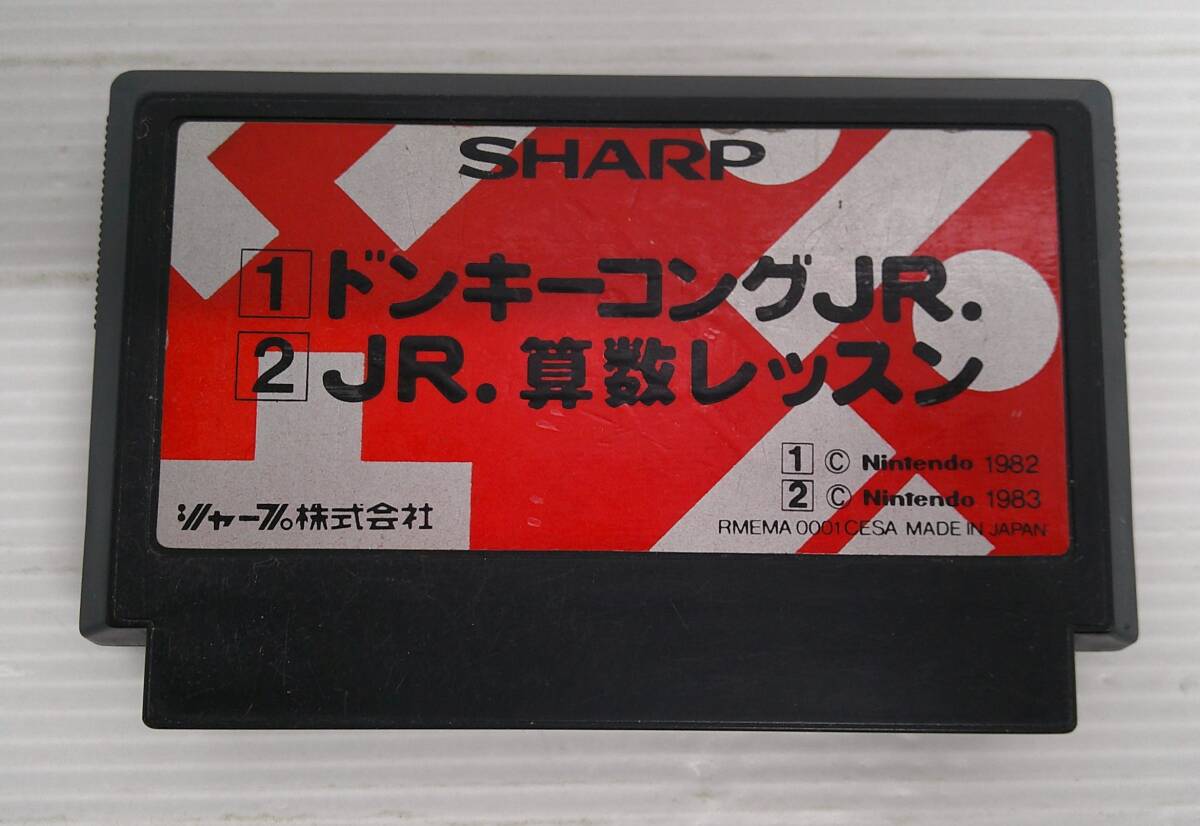 SHARP
1 ドンキーコングJR.
2 JR. 算数レッスン
1 © Nintendo 1982
2 © Nintendo 1983
シャープ株式会社
RMEMA 0001CESA MADE IN JAPAN